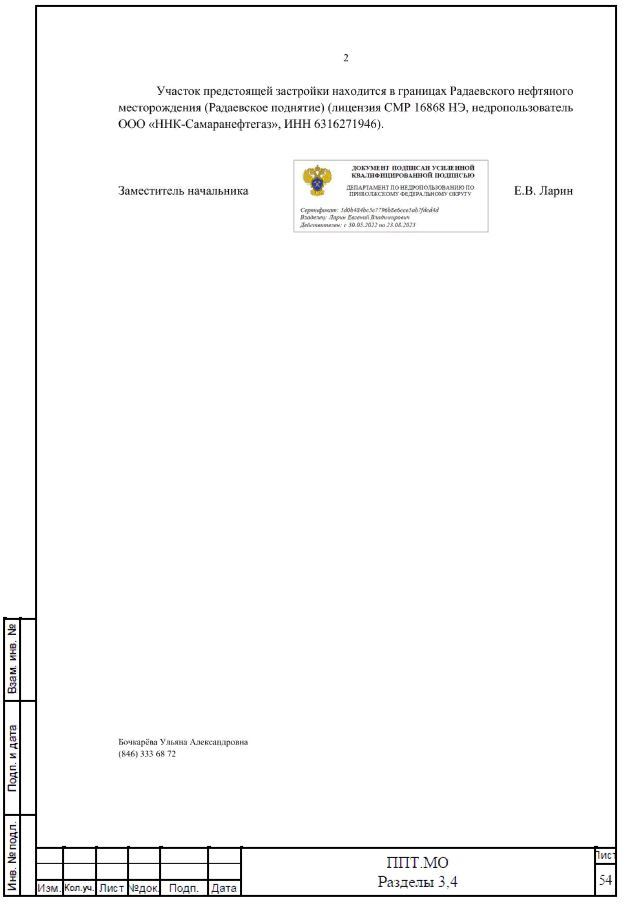 2
Участок предстоящей застройки находится в границах Радаевского нефтяного
месторождения (Радаевское поднятие) (лицензия СМР 16868 НЭ, недропользователь
ООО «ННК-Самаранефтегаз», ИНН 6316271946).
Заместитель начальника
ДОКУМЕНТ ПОДПИСАН УСИЛЕННОЙ
КВАЛИФИЦИРОВАННОЙ ПОДПИСЬЮ
ДЕПАРТАМЕНТ ПО НЕДРОПОЛЬЗОВАНИЮ ПО
ПРИВОЛЖСКОМУ ФЕДЕРАЛЬНОМУ ОКРУГУ
Сертификат:
Владелец: Ларин Евгений Владимирович
Действителен: с 30.05.2022 по 23.08.2023
Е.В. Ларин
Бочкарёва Ульяна Александровна
(846) 333 68 72
Взам. инв. №
Подп. и дата
Инв. № подл.
Изм. Кол.уч. Лист №док. Подп. Дата
ППТ.МО
Разделы 3,4
Лист
54